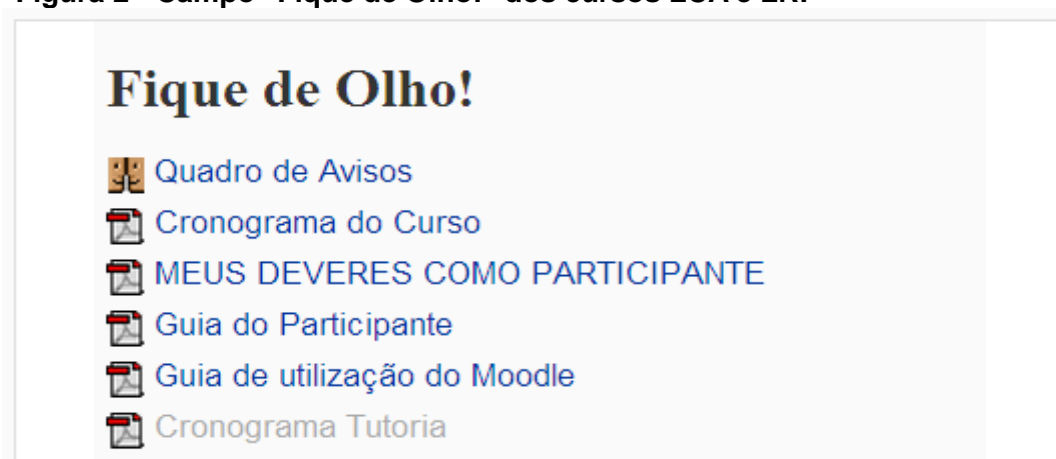 Fique de Olho!
Quadro de Avisos
Cronograma do Curso
MEUS DEVERES COMO PARTICIPANTE
Guia do Participante
Guia de utilização do Moodle
Cronograma Tutoria